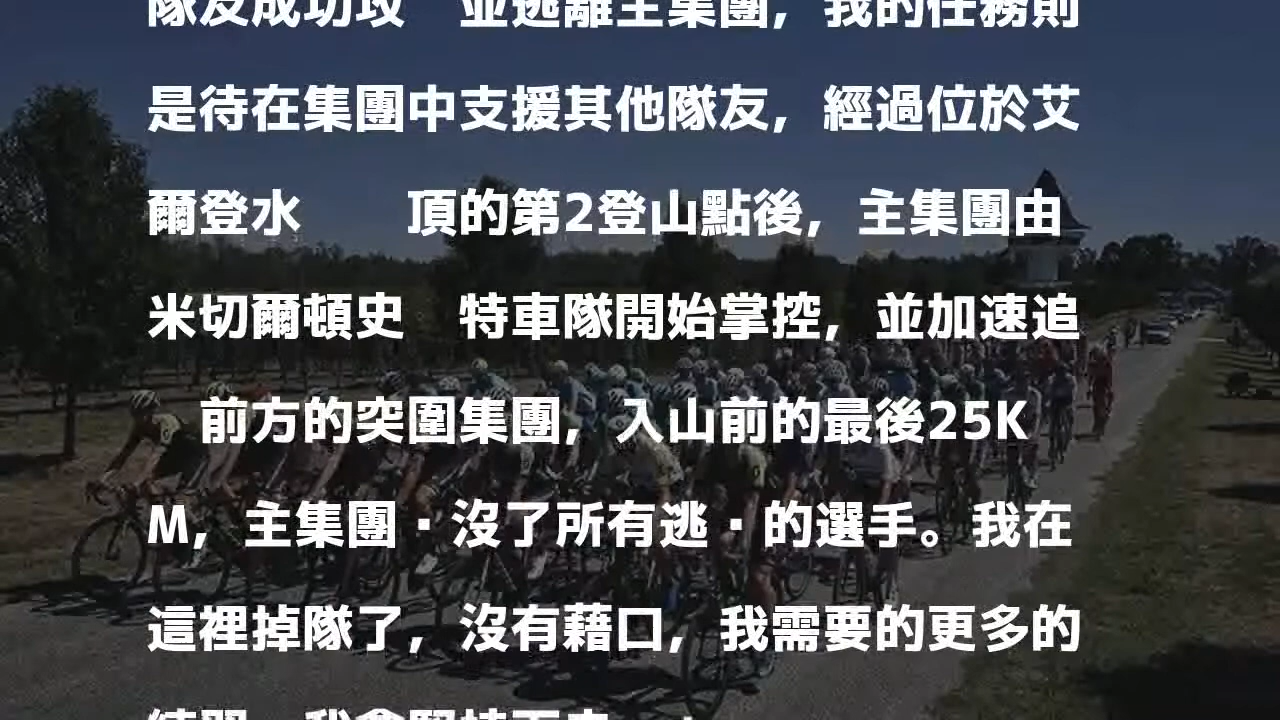 隊友成功攻 並逃離主集團，我的任務則
是待在集團中支援其他隊友，經過位於艾
爾登水 頂的第2登山點後，主集團由
米切爾頓史 特車隊開始掌控，並加速追
前方的突圍集團，入山前的最後25K
M，主集團·沒了所有逃·的選手。我在
這裡掉隊了，沒有藉口，我需要的更多的